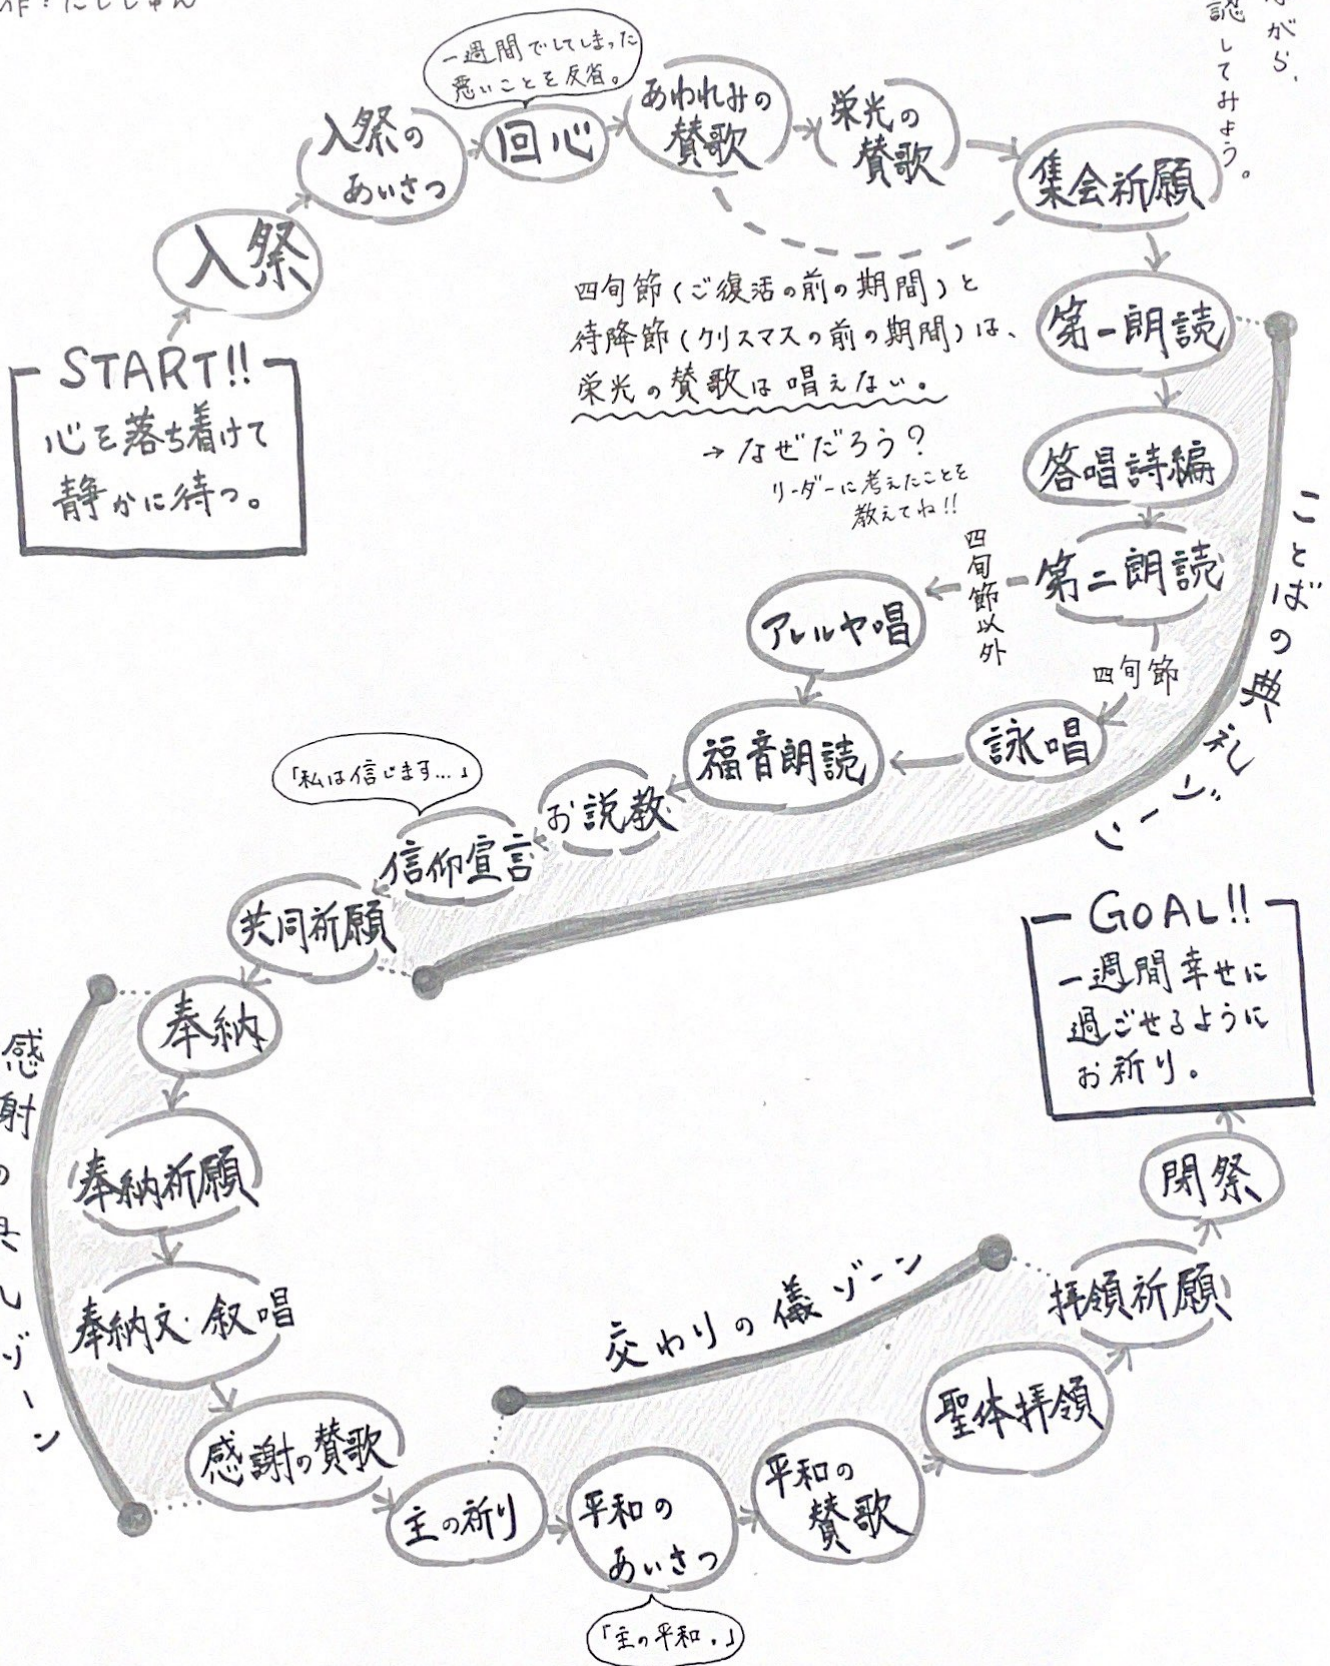 作：にししゅん
がら、
認してみよう。
START!!
心を落ち着けて
静かに待つ。
入祭
入祭の
あいさつ
一週間でしてしまった
悪いことを反省。
回心
あわれみの
賛歌
栄光の
賛歌
集会祈願
四旬節(ご復活の前の期間)と
待降節(クリスマスの前の期間)は、
栄光の賛歌は唱えない。
→なぜだろう?
リーダーに考えたことを
教えてね!!
第一朗読
答唱詩編
第二朗読
四旬節以外
アレルヤ唱
四旬節
詠唱
福音朗読
お説教
「私は信じます…」
信仰宣言
共同祈願
ことばの典礼ゾーン
奉納
奉納祈願
奉納文・叙唱
感謝の賛歌
感謝の典礼ゾーン
主の祈り
平和の
あいさつ
「主の平和。」
平和の
賛歌
聖体拝領
拝領祈願
交わりの儀ゾーン
閉祭
GOAL!!
一週間幸せに
過ごせるように
お祈り。